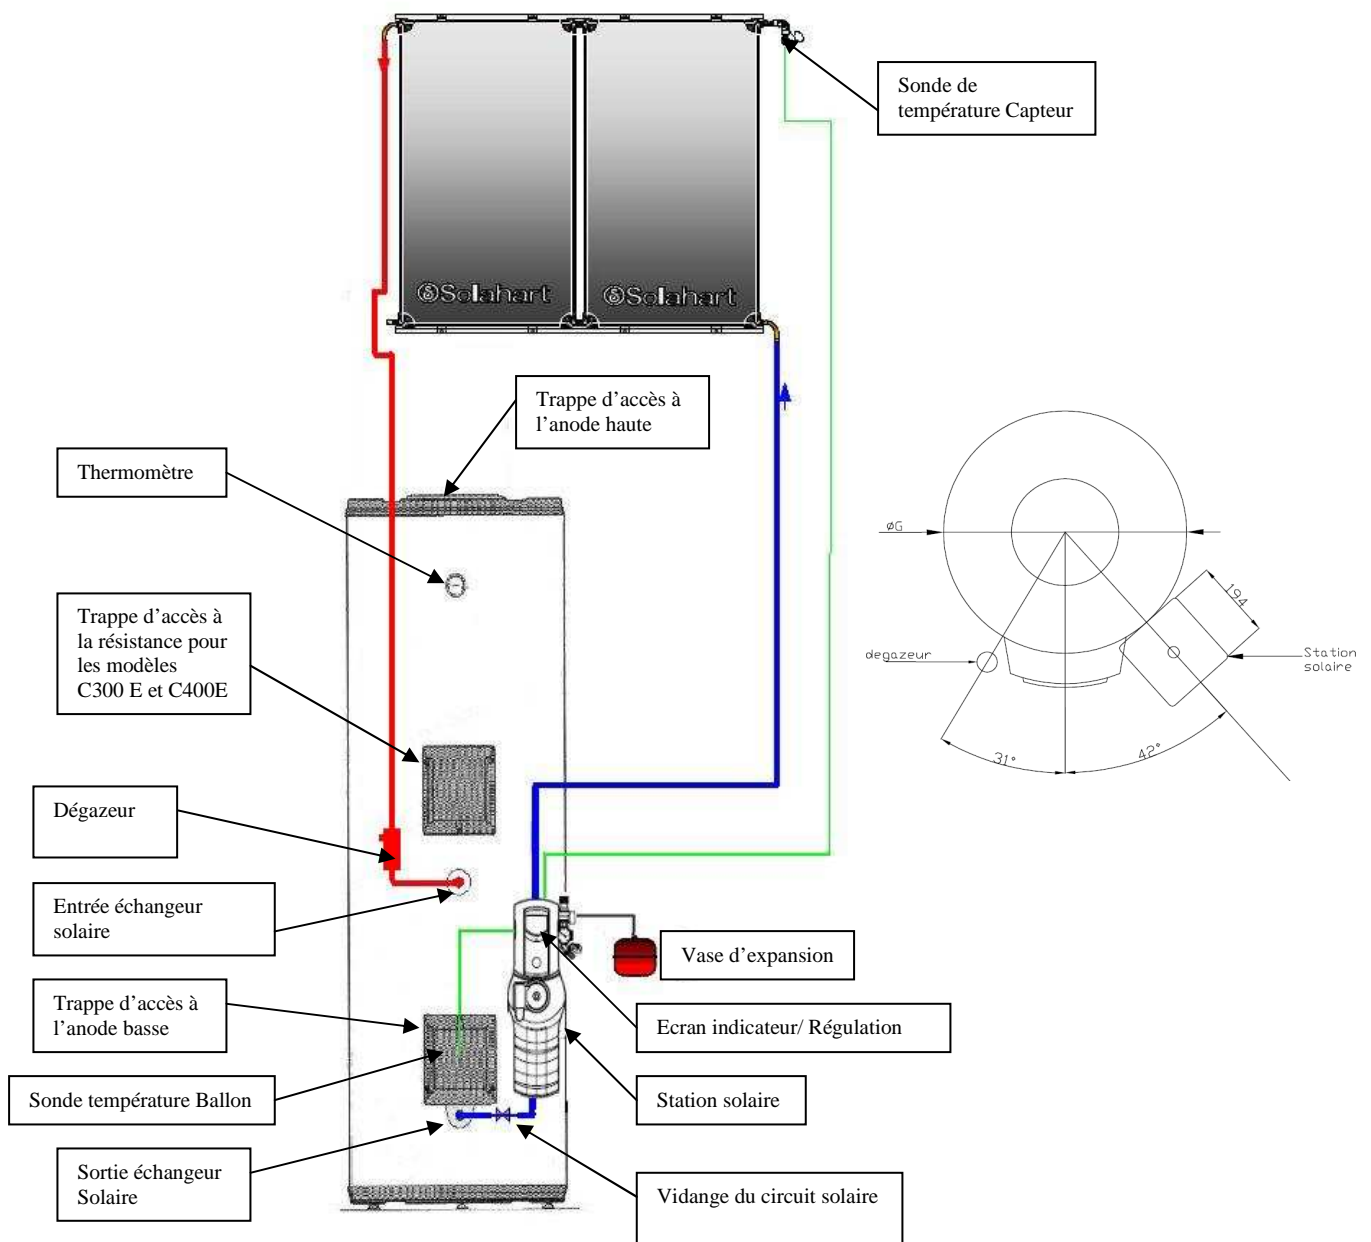 Sonde de
température Capteur
Solahart
Solahart
Trappe d’accès à
l’anode haute
Thermomètre
øG
194
Trappe d’accès à
la résistance pour
les modèles
C300 E et C400E
degazeur
Station
solaire
31°
42°
Dégazeur
Entrée échangeur
solaire
Vase d’expansion
Trappe d’accès à
l’anode basse
Ecran indicateur/ Régulation
Sonde température Ballon
Station solaire
Sortie échangeur
Solaire
Vidange du circuit solaire